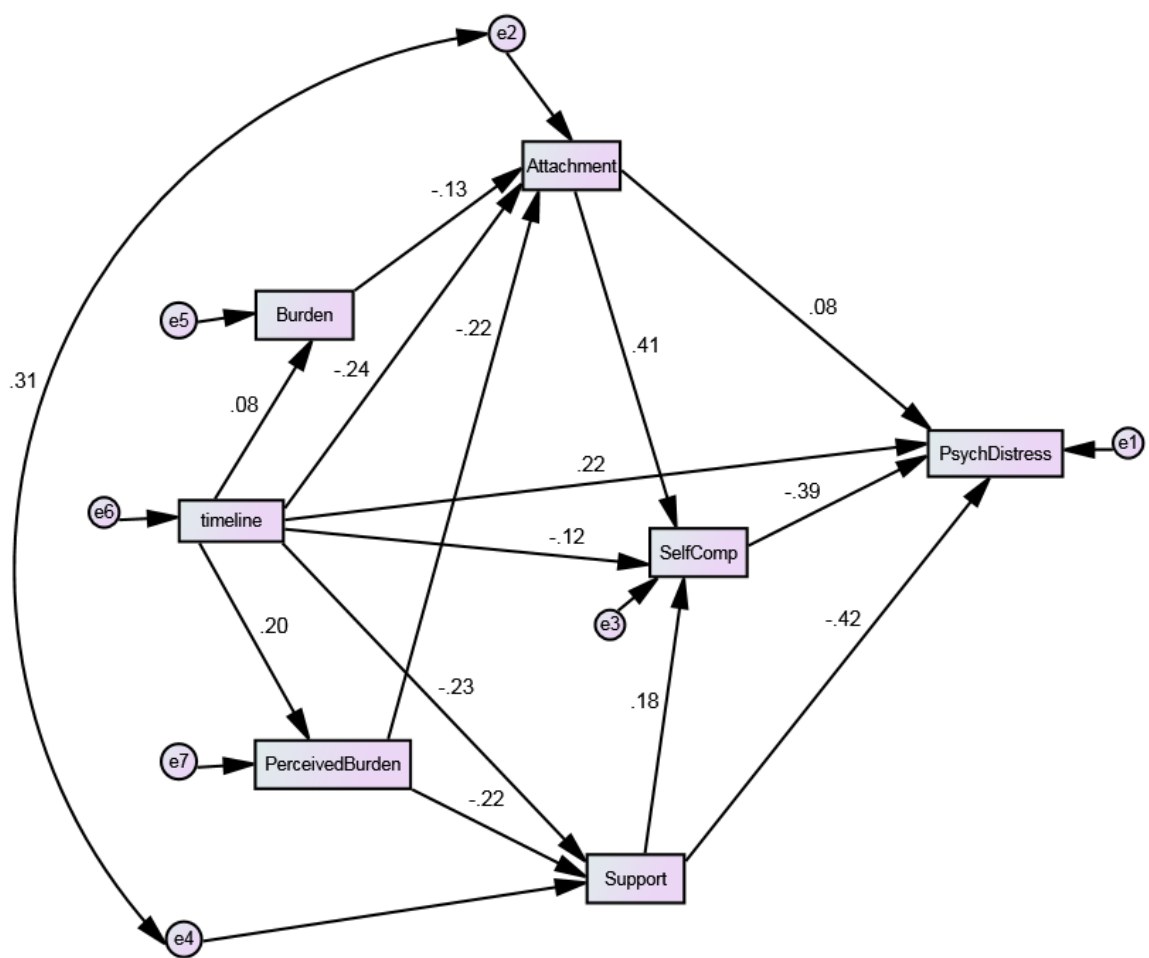 e2
Attachment
-.13
Burden
e5
-.22
.08
-.24
.41
.31
.08
PsychDistress
e1
.22
-.39
e6
timeline
-.12
SelfComp
e3
.20
-.42
-.23
.18
e7
PerceivedBurden
-.22
Support
e4